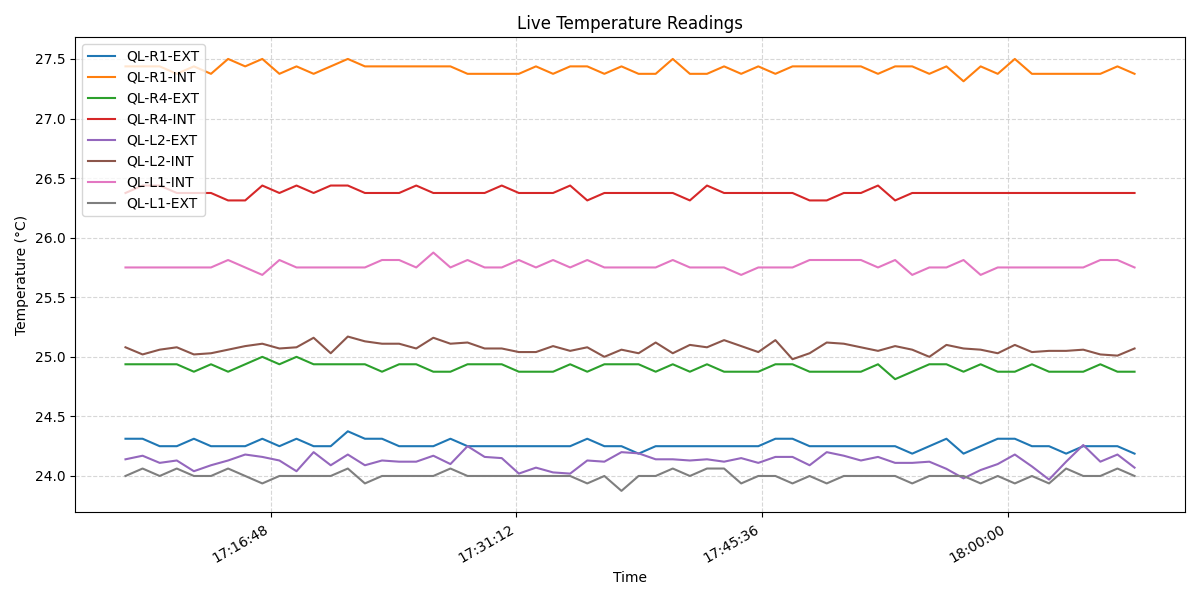 Live Temperature Readings
QL-R1-EXT
QL-R1-INT
QL-R4-EXT
QL-R4-INT
QL-L2-EXT
QL-L2-INT
QL-L1-INT
QL-L1-EXT
Temperature (°C)
27.5
27.0
26.5
26.0
25.5
25.0
24.5
24.0
17:16:48
17:31:12
17:45:36
18:00:00
Time